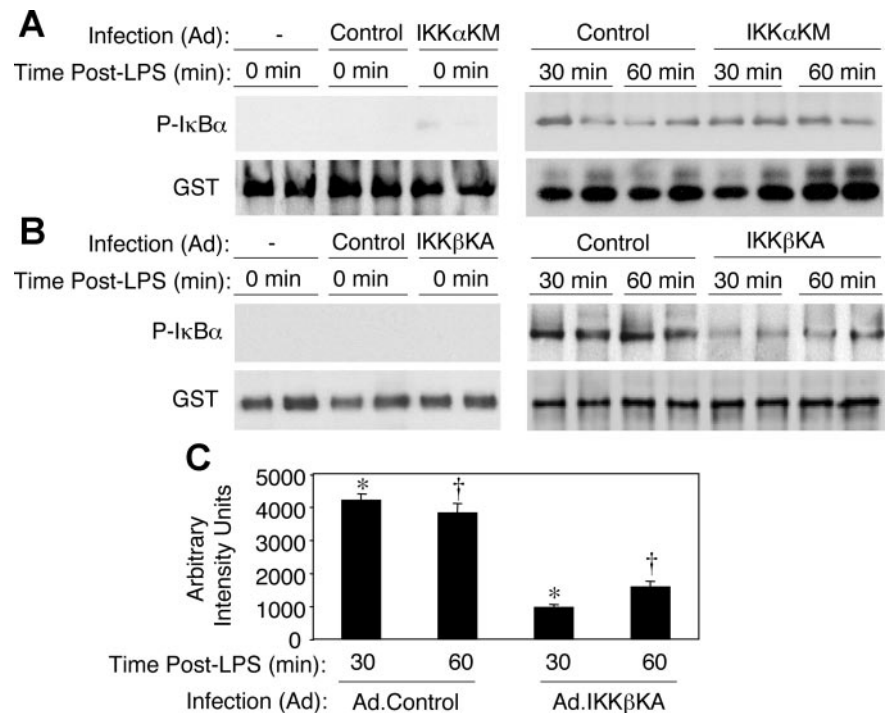 A
Infection (Ad): - Control IKKαKM Control IKKαKM
Time Post-LPS (min): 0 min 0 min 0 min 30 min 60 min 30 min 60 min
P-IκBα
GST
B
Infection (Ad): - Control IKKβKA Control IKKβKA
Time Post-LPS (min): 0 min 0 min 0 min 30 min 60 min 30 min 60 min
P-IκBα
GST
C
Arbitrary
Intensity Units
5000
4000
3000
2000
1000
0
* † * †
Time Post-LPS (min): 30 60 30 60
Infection (Ad): Ad.Control Ad.IKKβKA